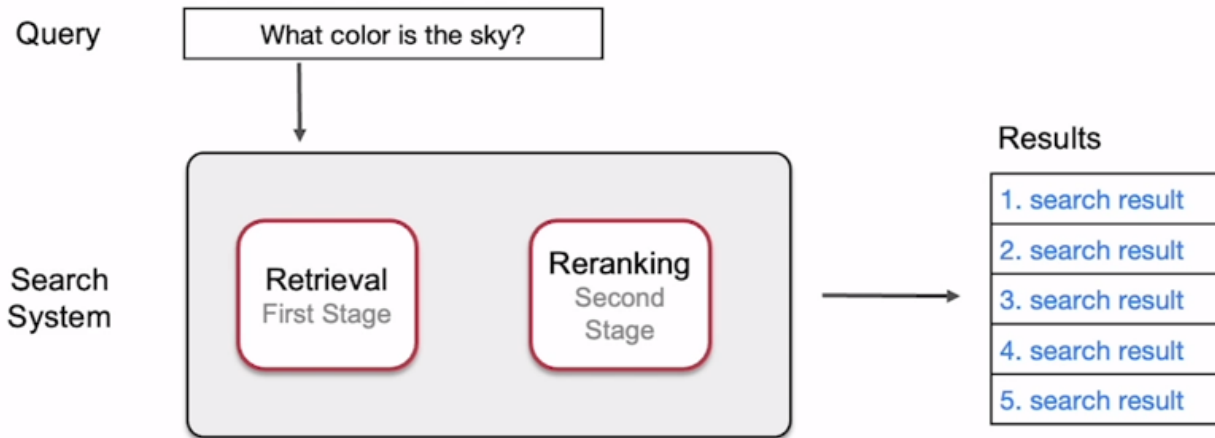 Query
What color is the sky?
Results
1. search result
2. search result
3. search result
4. search result
5. search result
Search
System
Retrieval
First Stage
Reranking
Second
Stage